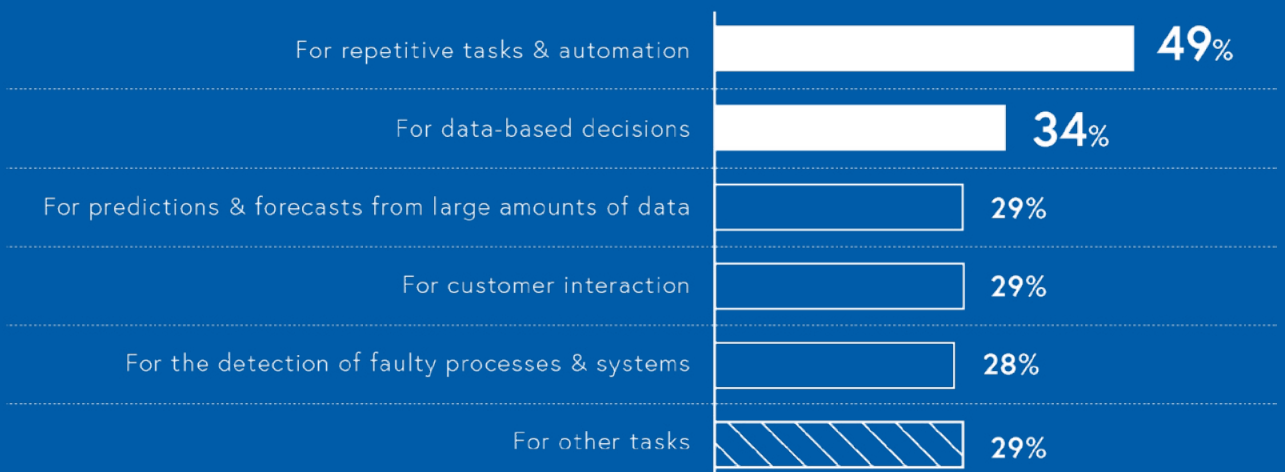 For repetitive tasks & automation 49%
For data-based decisions 34%
For predictions & forecasts from large amounts of data 29%
For customer interaction 29%
For the detection of faulty processes & systems 28%
For other tasks 29%